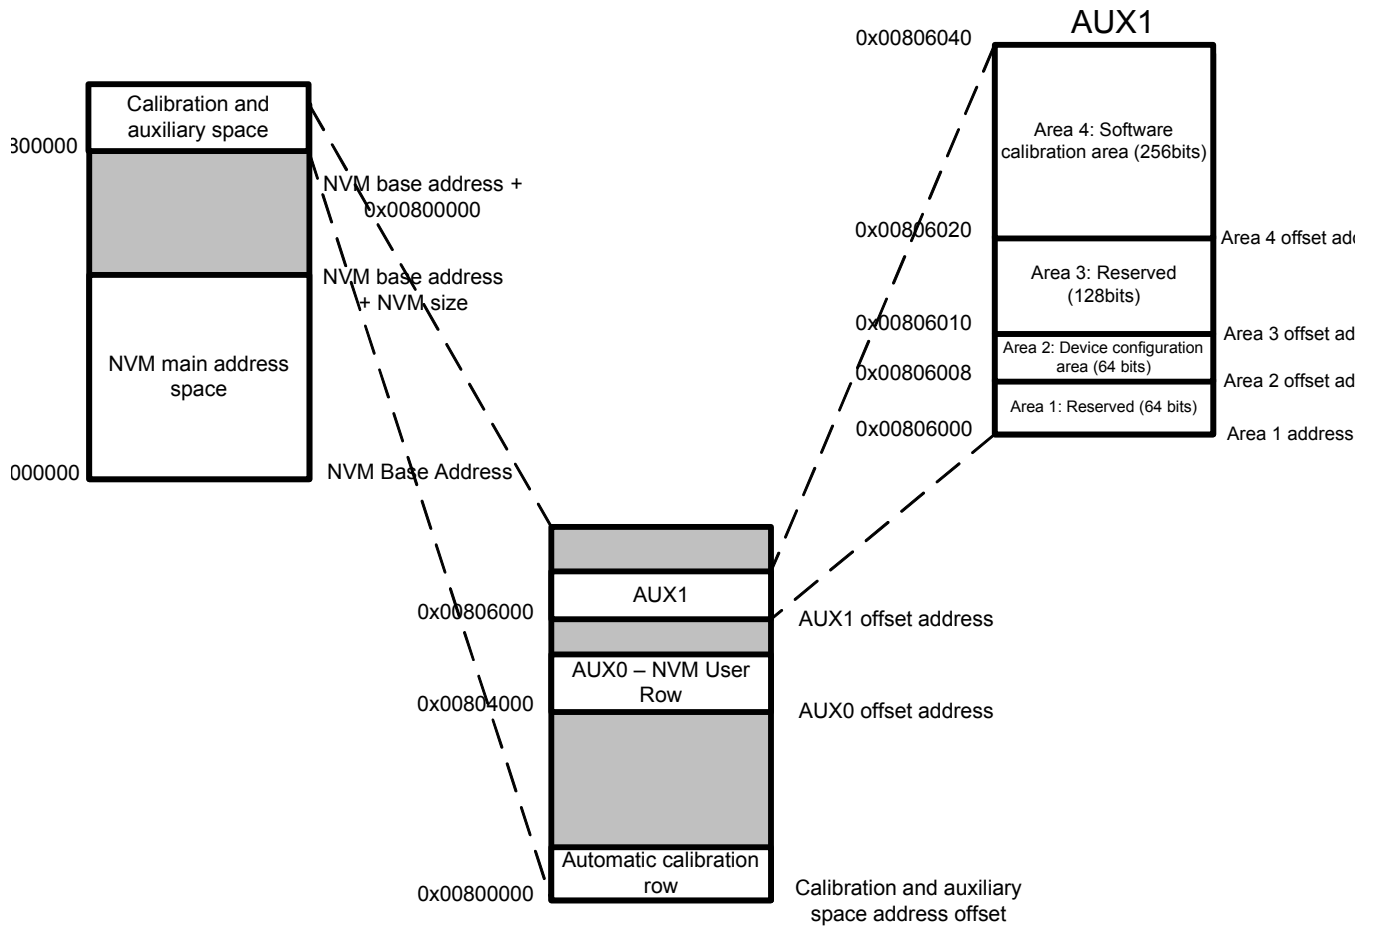 AUX1
0x00806040
Calibration and
auxiliary space
Area 4: Software
calibration area (256bits)
800000
NVM base address +
0x00800000
0x00806020
Area 4 offset add
Area 3: Reserved
(128bits)
NVM base address
+ NVM size
0x00806010
Area 3 offset ad
Area 2: Device configuration
area (64 bits)
NVM main address
space
0x00806008
Area 2 offset ad
Area 1: Reserved (64 bits)
0x00806000
Area 1 address
000000
NVM Base Address
AUX1
0x00806000
AUX1 offset address
AUX0 – NVM User
Row
0x00804000
AUX0 offset address
Automatic calibration
row
0x00800000
Calibration and auxiliary
space address offset